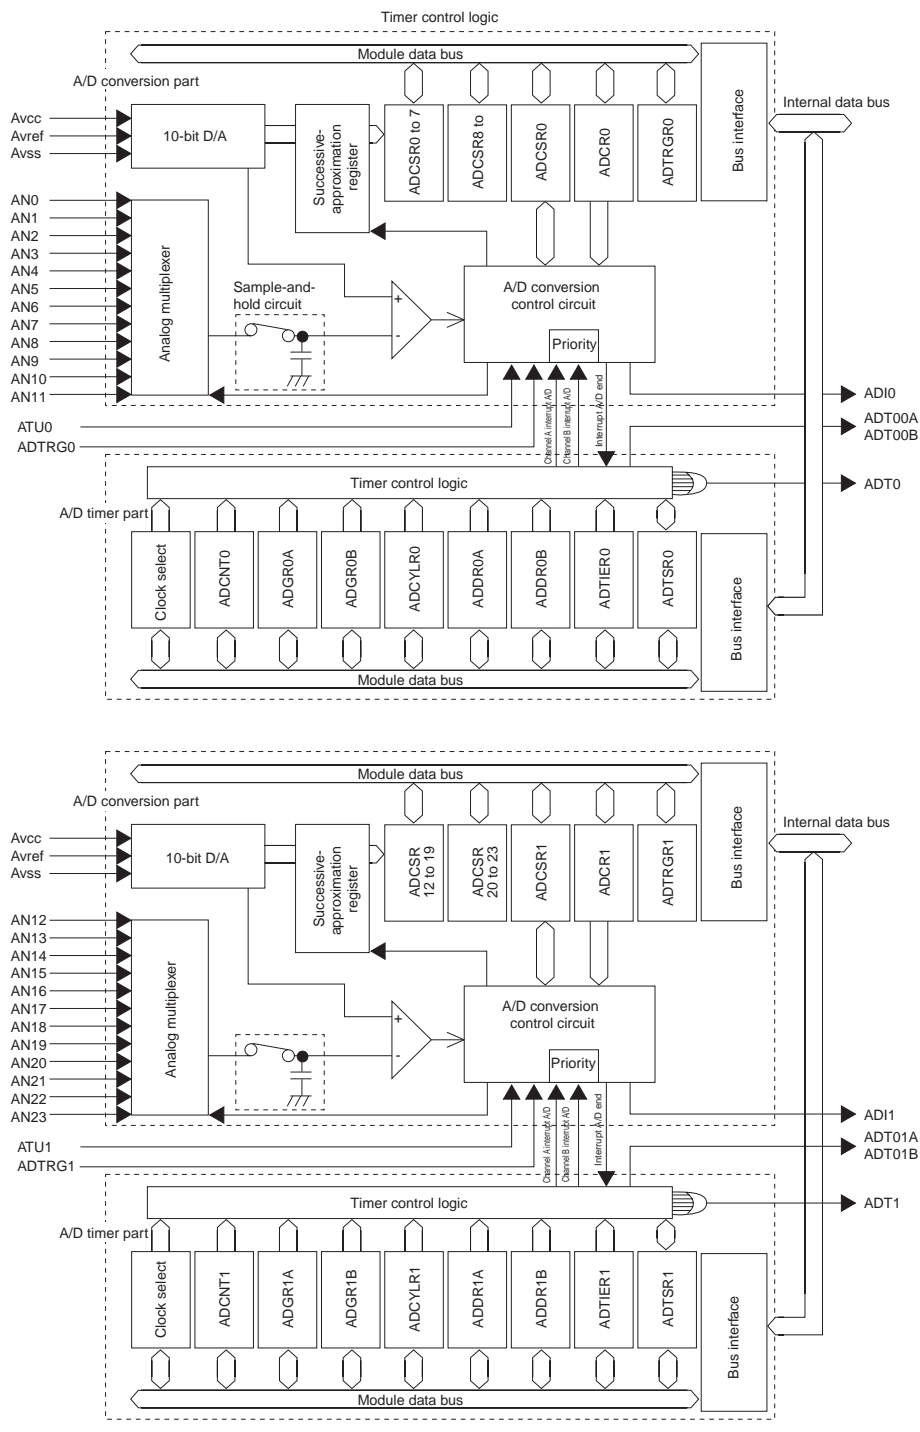 Timer control logic
Module data bus
A/D conversion part
Avcc
Avref
Avss
10-bit D/A
Successive-
approximation
register
ADCSR0 to 7
ADCSR8 to
ADCSR0
ADCR0
ADTRGR0
Bus interface
Internal data bus
AN0
AN1
AN2
AN3
AN4
AN5
AN6
AN7
AN8
AN9
AN10
AN11
Analog multiplexer
Sample-and-
hold circuit
+
-
A/D conversion
control circuit
Priority
ATU0
ADTRG0
Channel A interrupt A/D
Channel B interrupt A/D
Interrupt A/D end
ADI0
ADT00A
ADT00B
ADT0
Timer control logic
A/D timer part
Clock select
ADCNT0
ADGR0A
ADGR0B
ADCYLR0
ADDR0A
ADDR0B
ADTIER0
ADTSR0
Bus interface
Module data bus
Module data bus
A/D conversion part
Avcc
Avref
Avss
10-bit D/A
Successive-
approximation
register
ADCSR
12 to 19
ADCSR
20 to 23
ADCSR1
ADCR1
ADTRGR1
Bus interface
Internal data bus
AN12
AN13
AN14
AN15
AN16
AN17
AN18
AN19
AN20
AN21
AN22
AN23
Analog multiplexer
+
-
A/D conversion
control circuit
Priority
ATU1
ADTRG1
Channel A interrupt A/D
Channel B interrupt A/D
Interrupt A/D end
ADI1
ADT01A
ADT01B
ADT1
Timer control logic
A/D timer part
Clock select
ADCNT1
ADGR1A
ADGR1B
ADCYLR1
ADDR1A
ADDR1B
ADTIER1
ADTSR1
Bus interface
Module data bus